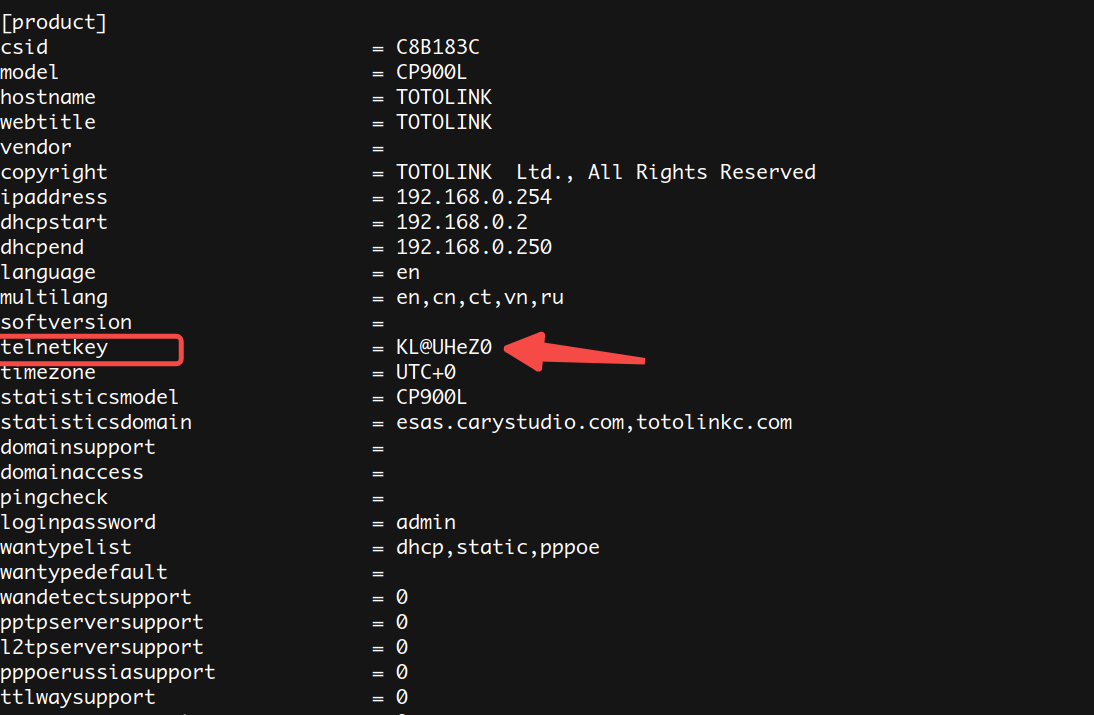 [product]
csid = C8B183C
model = CP900L
hostname = TOTOLINK
webtitle = TOTOLINK
vendor =
copyright = TOTOLINK  Ltd., All Rights Reserved
ipaddress = 192.168.0.254
dhcpstart = 192.168.0.2
dhcpend = 192.168.0.250
language = en
multilang = en,cn,ct,vn,ru
softversion =
telnetkey = KL@UHeZ0
timezone = UTC+0
statisticsmodel = CP900L
statisticsdomain = esas.carystudio.com,totolinkc.com
domainsupport =
domainaccess =
pingcheck =
loginpassword = admin
wantypelist = dhcp,static,pppoe
wantypedefault =
wandetectsupport = 0
pptpserversupport = 0
l2tpserversupport = 0
pppoerussiasupport = 0
ttlwaysupport = 0